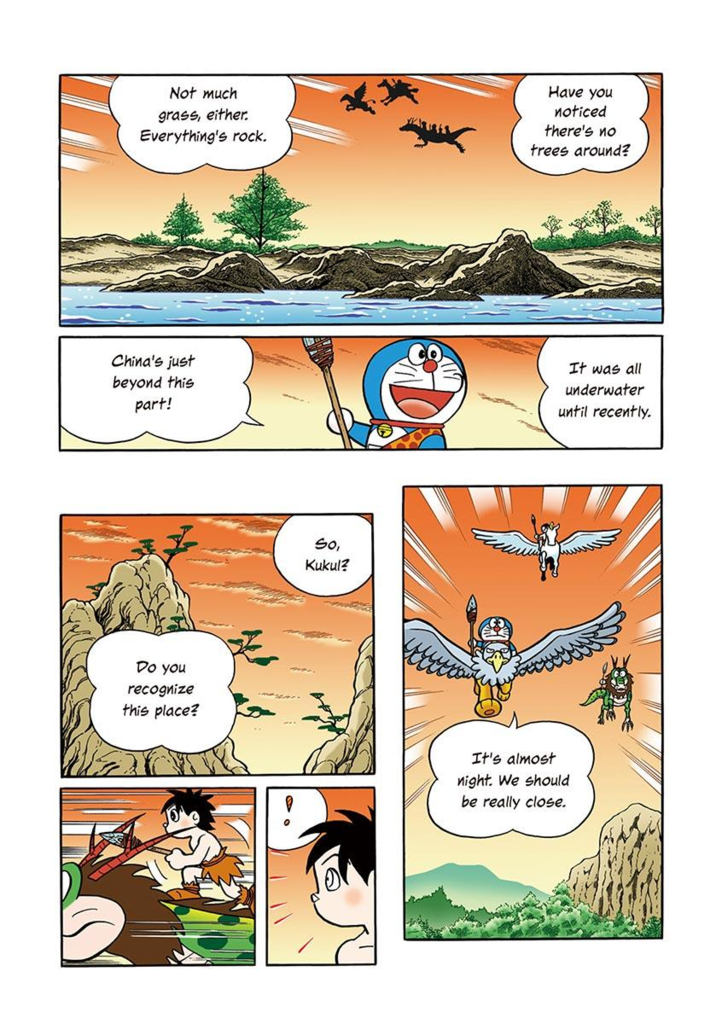 Have you
noticed
there's no
trees around?
Not much
grass, either.
Everything's rock.
It was all
underwater
until recently.
China's just
beyond this
part!
It's almost
night. We should
be really close.
So,
Kukul?
Do you
recognize
this place?
!